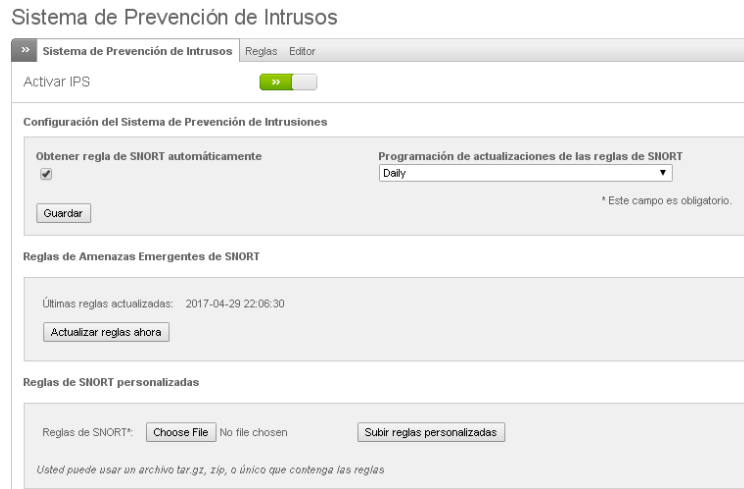 Sistema de Prevención de Intrusos
» Sistema de Prevención de Intrusos Reglas Editor
Activar IPS »
Configuración del Sistema de Prevención de Intrusiones
Obtener regla de SNORT automáticamente Programación de actualizaciones de las reglas de SNORT
Daily
* Este campo es obligatorio.
Guardar
Reglas de Amenazas Emergentes de SNORT
Últimas reglas actualizadas: 2017-04-29 22:06:30
Actualizar reglas ahora
Reglas de SNORT personalizadas
Reglas de SNORT*: Choose File No file chosen Subir reglas personalizadas
Usted puede usar un archivo tar.gz, zip, o único que contenga las reglas